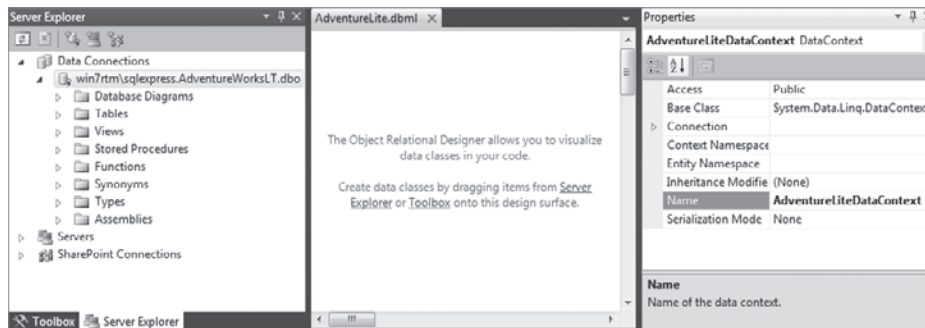 Server Explorer
Data Connections
win7rtm\sqlexpress.AdventureWorksLT.dbo
Database Diagrams
Tables
Views
Stored Procedures
Functions
Synonyms
Types
Assemblies
Servers
SharePoint Connections
Toolbox
Server Explorer
AdventureLite.dbml
The Object Relational Designer allows you to visualize
data classes in your code.
Create data classes by dragging items from Server
Explorer or Toolbox onto this design surface.
Properties
AdventureLiteDataContext DataContext
Access Public
Base Class System.Data.Linq.DataContex
Connection
Context Namespace
Entity Namespace
Inheritance Modifie (None)
Name AdventureLiteDataContext
Serialization Mode None
Name
Name of the data context.